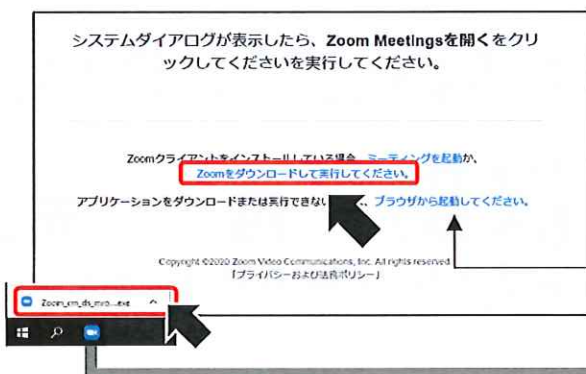 システムダイアログが表示したら、Zoom Meetingsを開くをクリ
ックしてくださいを実行してください。
Zoomクライアントをインストールしている場合、ミーティングを起動か、
Zoomをダウンロードして実行してください。
アプリケーションをダウンロードまたは実行できない 、ブラウザから起動してください。
Copyright ©2020 Zoom Video Communications, Inc. All rights reserved.
「プライバシーおよび法務ポリシー」